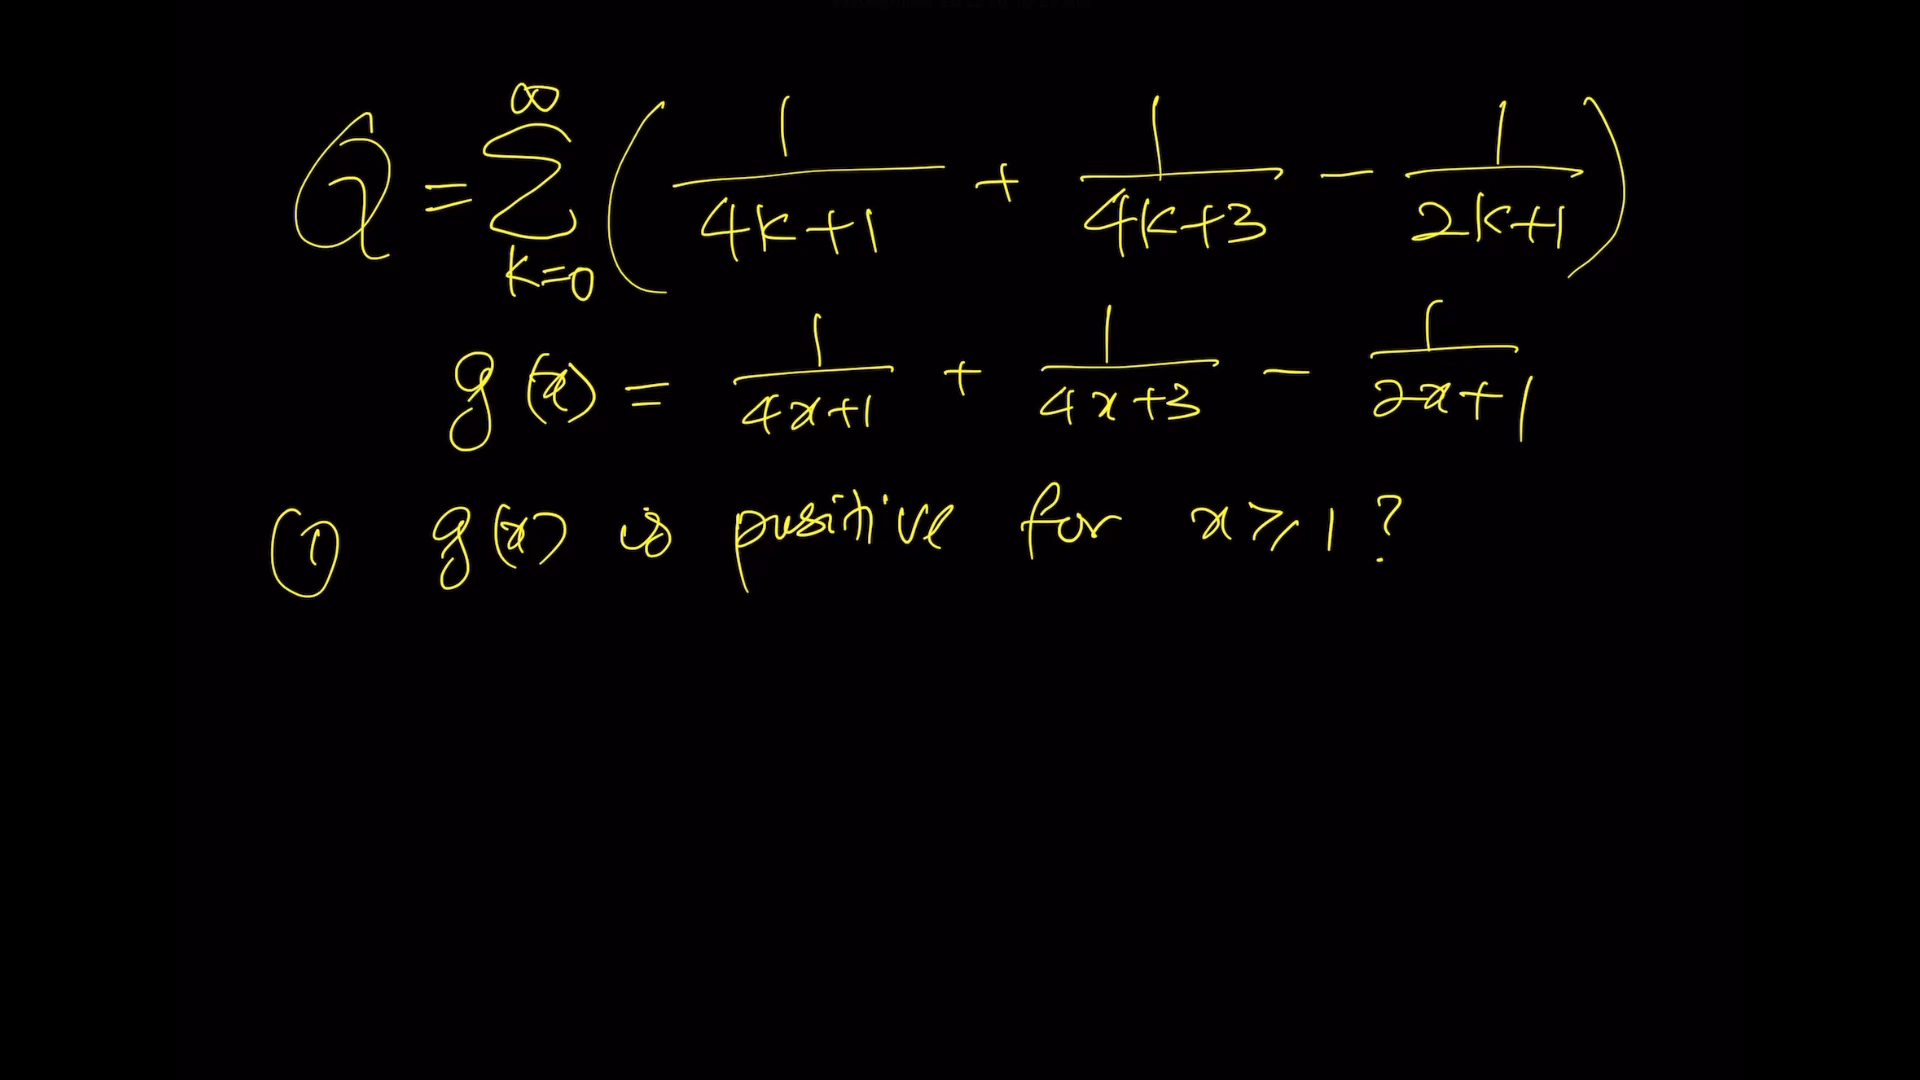 Q = ∑_{k=0}^{∞} ( 1/(4k+1) + 1/(4k+3) − 1/(2k+1) )
g(x) = 1/(4x+1) + 1/(4x+3) − 1/(2x+1)
① g(x) is positive for x ⩾ 1 ?